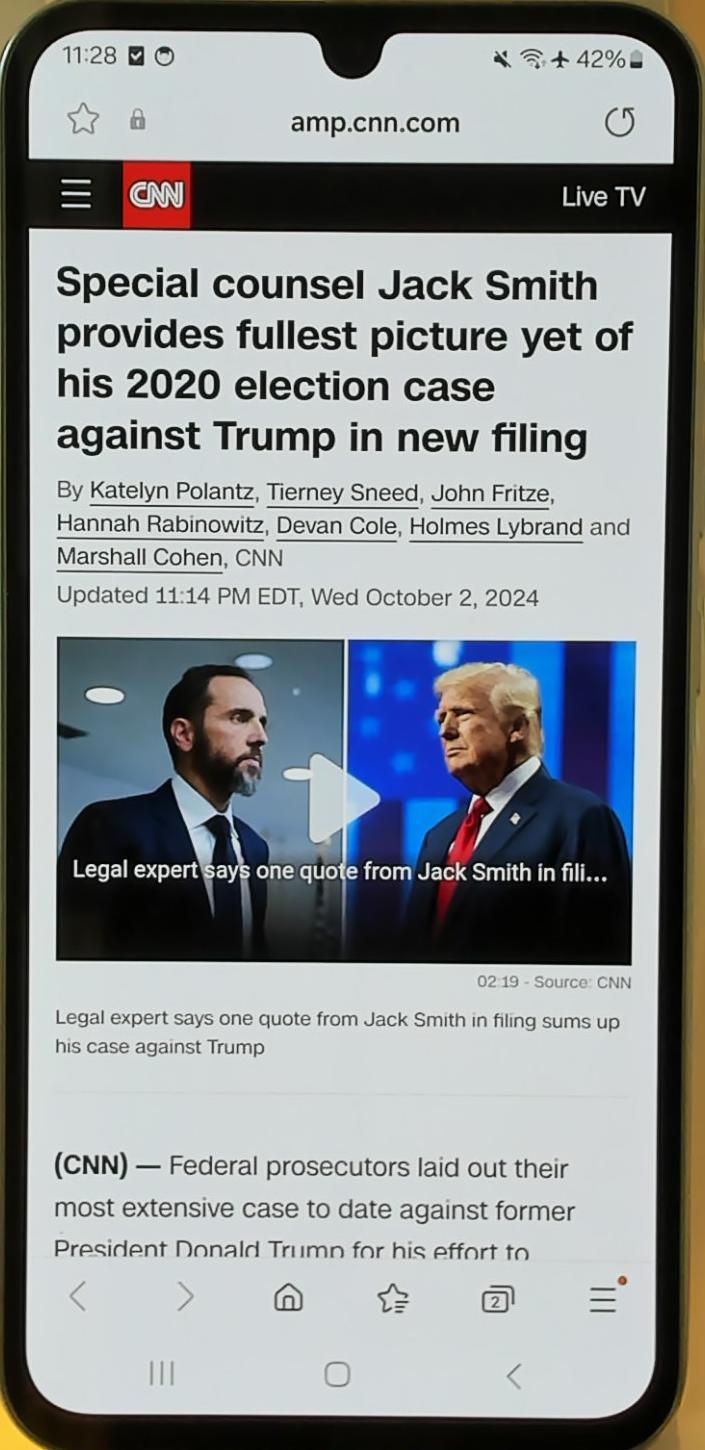 11:28
42%
amp.cnn.com
CNN
Live TV
Special counsel Jack Smith
provides fullest picture yet of
his 2020 election case
against Trump in new filing
By Katelyn Polantz, Tierney Sneed, John Fritze,
Hannah Rabinowitz, Devan Cole, Holmes Lybrand and
Marshall Cohen, CNN
Updated 11:14 PM EDT, Wed October 2, 2024
Legal expert says one quote from Jack Smith in fili...
02:19 - Source: CNN
Legal expert says one quote from Jack Smith in filing sums up
his case against Trump
(CNN) — Federal prosecutors laid out their
most extensive case to date against former
President Donald Trump for his effort to
2